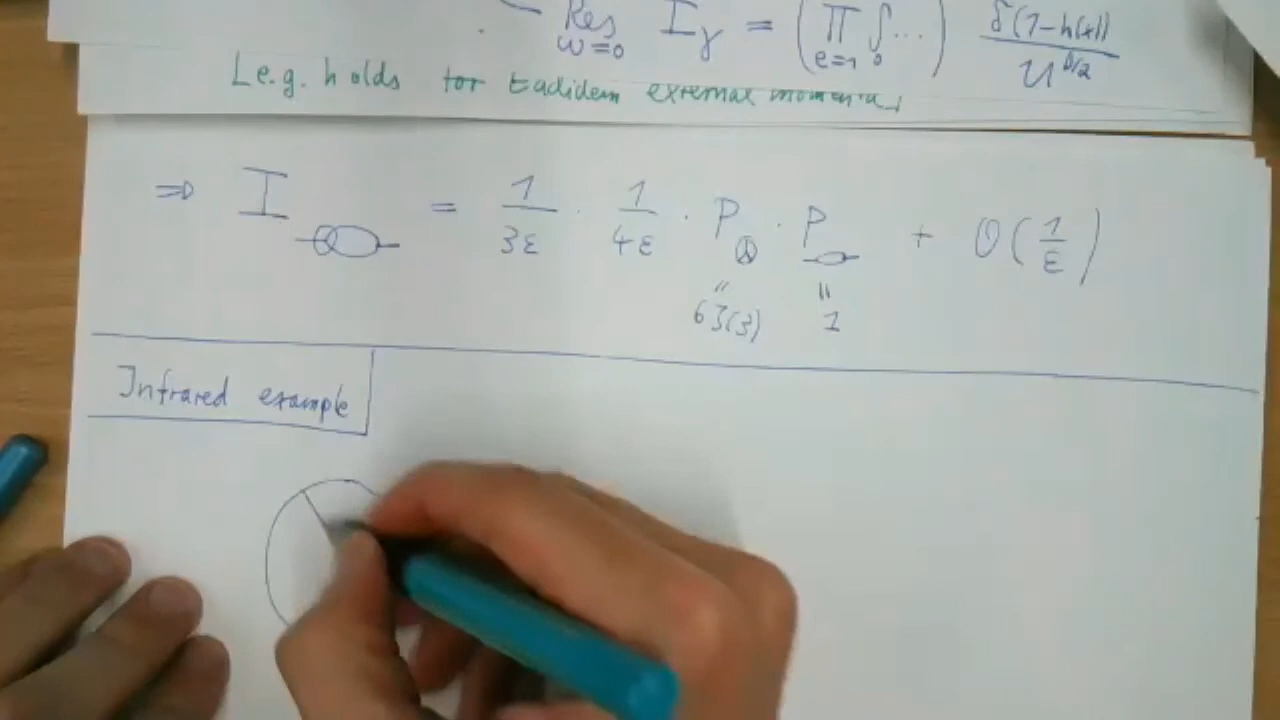 Res I_γ = ( ∏ ∫ ... ) δ(1-h(x))
ω=0 e=1 0 U^{D/2}
Le.g. holds for Euclidean external momenta
⇒ I = 1/3ε · 1/4ε · P · P + O(1/ε)
" "
6ζ(3) 1
Infrared example